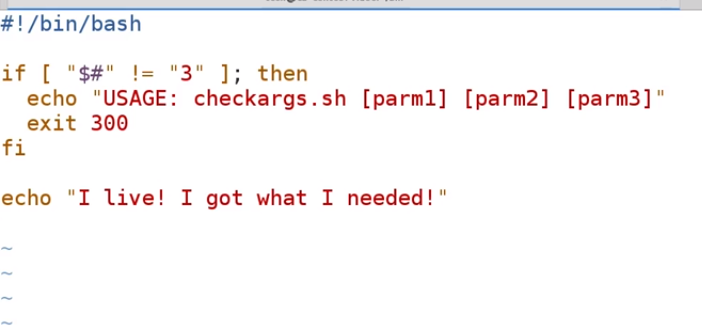 #!/bin/bash
if [ "$#" != "3" ]; then
echo "USAGE: checkargs.sh [parm1] [parm2] [parm3]"
exit 300
fi
echo "I live! I got what I needed!"
~
~
~
~